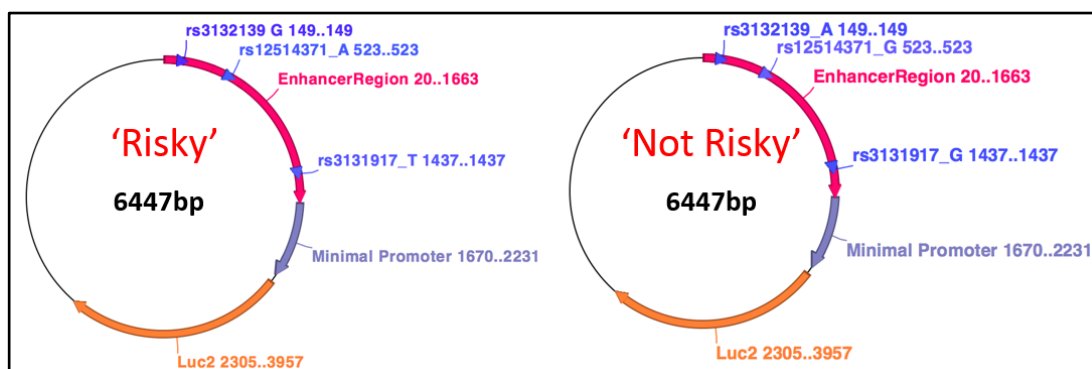 rs3132139 G 149..149
rs12514371_A 523..523
EnhancerRegion 20..1663
'Risky'
rs3131917_T 1437..1437
6447bp
Minimal Promoter 1670..2231
Luc2 2305..3957
rs3132139_A 149..149
rs12514371_G 523..523
EnhancerRegion 20..1663
'Not Risky'
rs3131917_G 1437..1437
6447bp
Minimal Promoter 1670..2231
Luc2 2305..3957